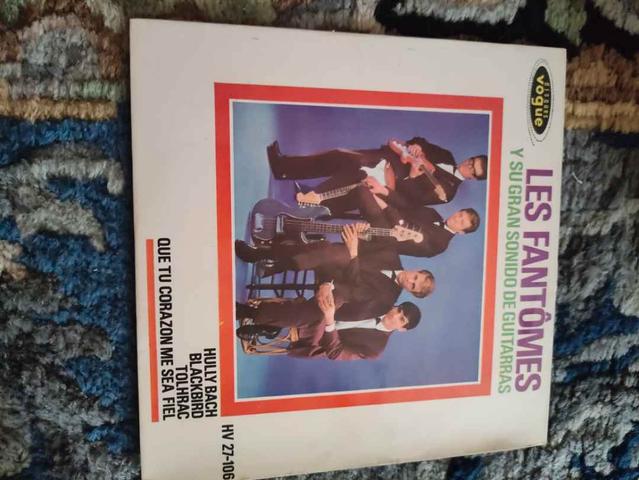 DISQUES
vogue
LES FANTÔMES
Y SU GRAN SONIDO DE GUITARRAS
HULLY BACH
BLACKBIRD
TOLHRAC
QUE TU CORAZON ME SEA FIEL
HV 27-106